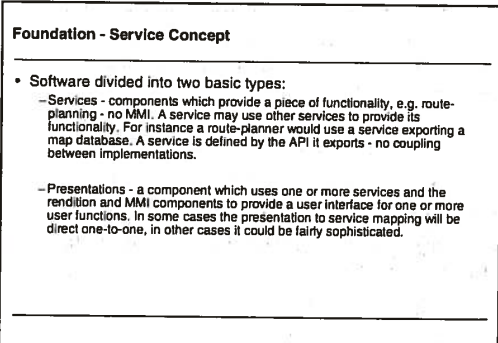 Foundation - Service Concept
• Software divided into two basic types:
– Services - components which provide a piece of functionality, e.g. route-
planning - no MMI. A service may use other services to provide its
functionality. For instance a route-planner would use a service exporting a
map database. A service is defined by the API it exports - no coupling
between implementations.
– Presentations - a component which uses one or more services and the
rendition and MMI components to provide a user interface for one or more
user functions. In some cases the presentation to service mapping will be
direct one-to-one, in other cases it could be fairly sophisticated.